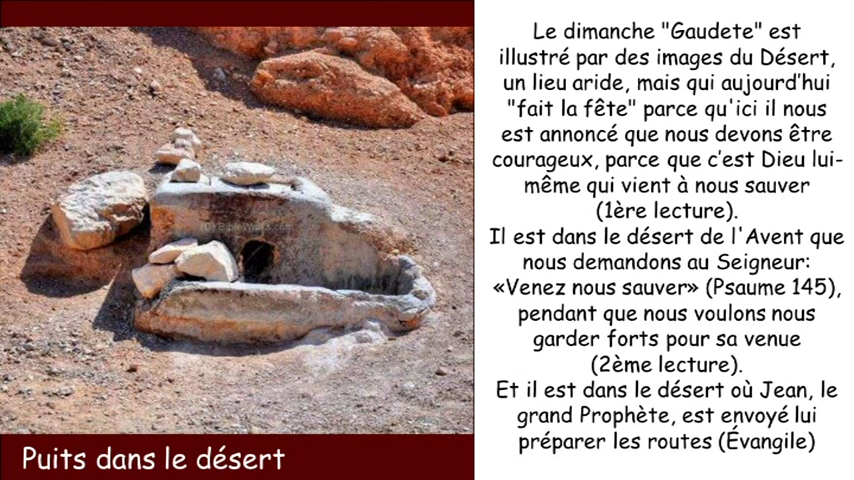 Le dimanche "Gaudete" est
illustré par des images du Désert,
un lieu aride, mais qui aujourd'hui
"fait la fête" parce qu'ici il nous
est annoncé que nous devons être
courageux, parce que c'est Dieu lui-
même qui vient à nous sauver
(1ère lecture).
Il est dans le désert de l'Avent que
nous demandons au Seigneur:
«Venez nous sauver» (Psaume 145),
pendant que nous voulons nous
garder forts pour sa venue
(2ème lecture).
Et il est dans le désert où Jean, le
grand Prophète, est envoyé lui
préparer les routes (Évangile)
Puits dans le désert